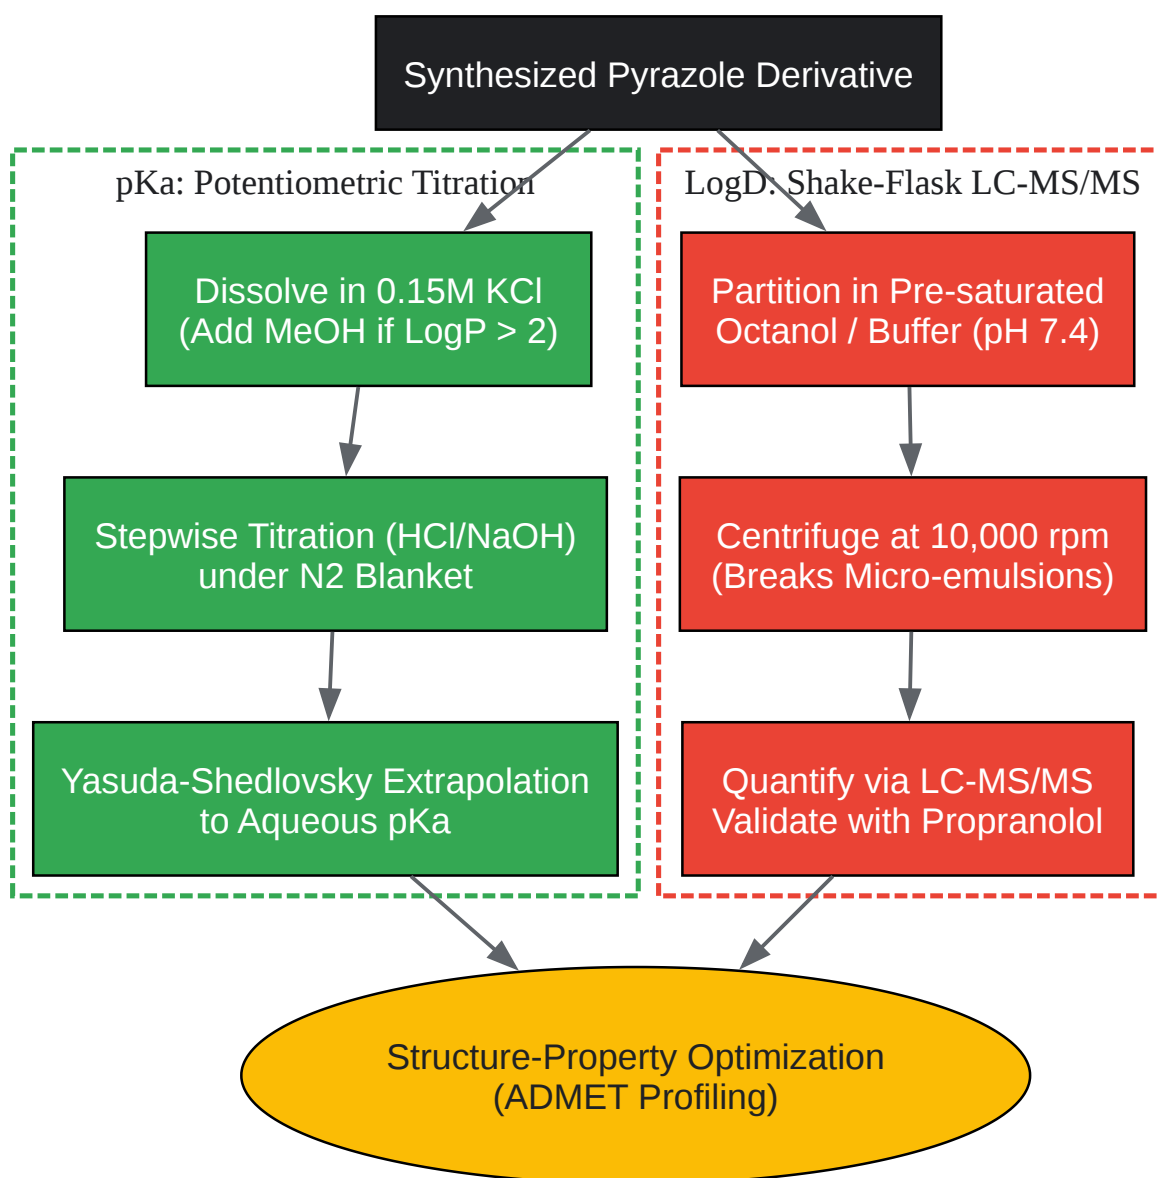 Synthesized Pyrazole Derivative
pKa: Potentiometric Titration
Dissolve in 0.15M KCl
(Add MeOH if LogP > 2)
Stepwise Titration (HCl/NaOH)
under N2 Blanket
Yasuda-Shedlovsky Extrapolation
to Aqueous pKa
LogD: Shake-Flask LC-MS/MS
Partition in Pre-saturated
Octanol / Buffer (pH 7.4)
Centrifuge at 10,000 rpm
(Breaks Micro-emulsions)
Quantify via LC-MS/MS
Validate with Propranolol
Structure-Property Optimization
(ADMET Profiling)